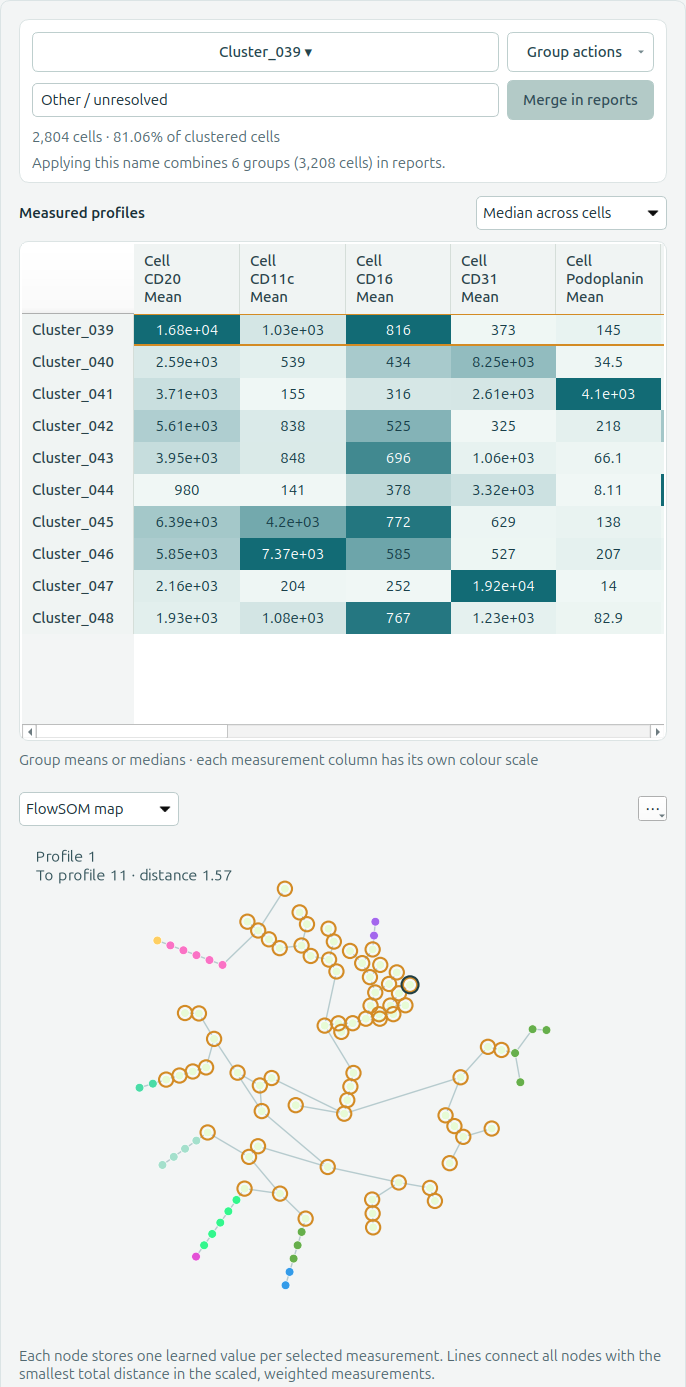 Cluster_039 ▾
Group actions
Other / unresolved
Merge in reports
2,804 cells · 81.06% of clustered cells
Applying this name combines 6 groups (3,208 cells) in reports.
Measured profiles
Median across cells
Cell CD20 Mean
Cell CD11c Mean
Cell CD16 Mean
Cell CD31 Mean
Cell Podoplanin Mean
Cluster_039 1.68e+04 1.03e+03 816 373 145
Cluster_040 2.59e+03 539 434 8.25e+03 34.5
Cluster_041 3.71e+03 155 316 2.61e+03 4.1e+03
Cluster_042 5.61e+03 838 525 325 218
Cluster_043 3.95e+03 848 696 1.06e+03 66.1
Cluster_044 980 141 378 3.32e+03 8.11
Cluster_045 6.39e+03 4.2e+03 772 629 138
Cluster_046 5.85e+03 7.37e+03 585 527 207
Cluster_047 2.16e+03 204 252 1.92e+04 14
Cluster_048 1.93e+03 1.08e+03 767 1.23e+03 82.9
Group means or medians · each measurement column has its own colour scale
FlowSOM map
...
Profile 1
To profile 11 · distance 1.57
Each node stores one learned value per selected measurement. Lines connect all nodes with the
smallest total distance in the scaled, weighted measurements.